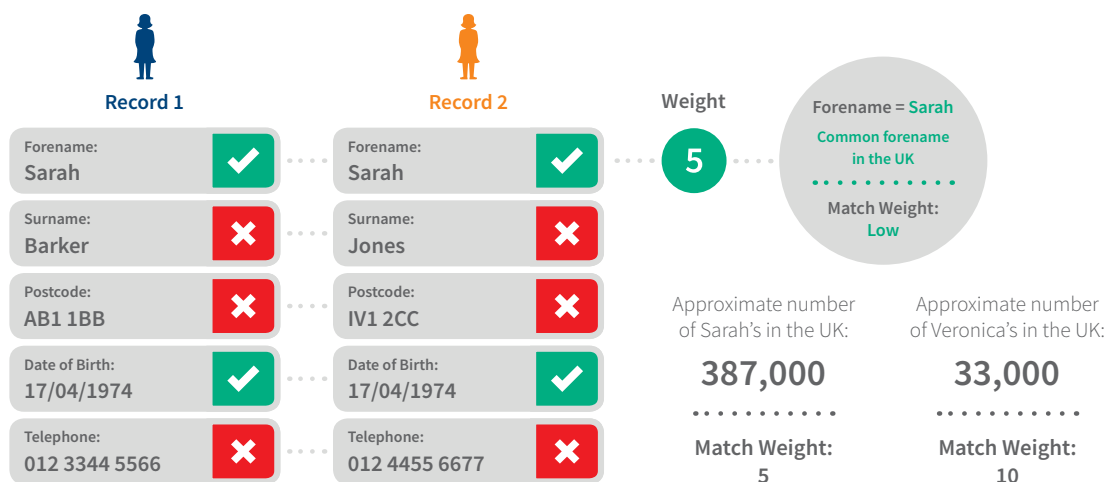 Record 1
Forename:
Sarah
Surname:
Barker
Postcode:
AB1 1BB
Date of Birth:
17/04/1974
Telephone:
012 3344 5566
Record 2
Forename:
Sarah
Surname:
Jones
Postcode:
IV1 2CC
Date of Birth:
17/04/1974
Telephone:
012 4455 6677
Weight
5
Forename = Sarah
Common forename
in the UK
Match Weight:
Low
Approximate number
of Sarah's in the UK:
387,000
Match Weight:
5
Approximate number
of Veronica's in the UK:
33,000
Match Weight:
10